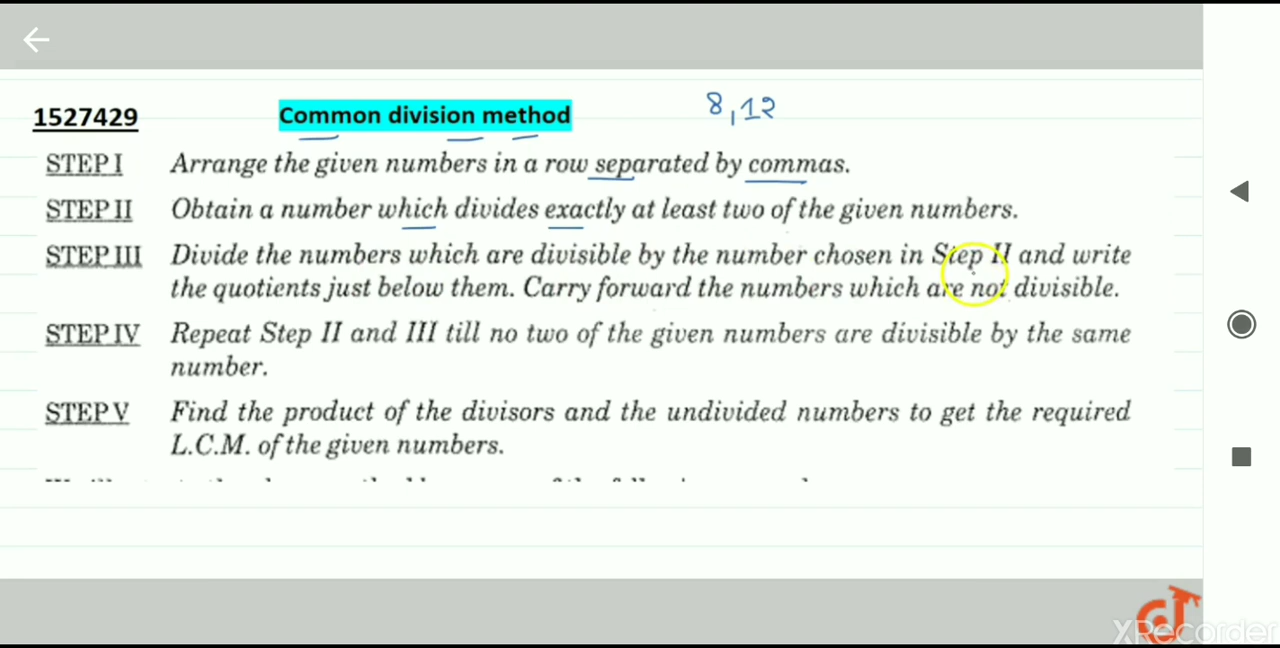 1527429 Common division method 8,12
STEP I Arrange the given numbers in a row separated by commas.
STEP II Obtain a number which divides exactly at least two of the given numbers.
STEP III Divide the numbers which are divisible by the number chosen in Step II and write
the quotients just below them. Carry forward the numbers which are not divisible.
STEP IV Repeat Step II and III till no two of the given numbers are divisible by the same
number.
STEP V Find the product of the divisors and the undivided numbers to get the required
L.C.M. of the given numbers.
XRecorder